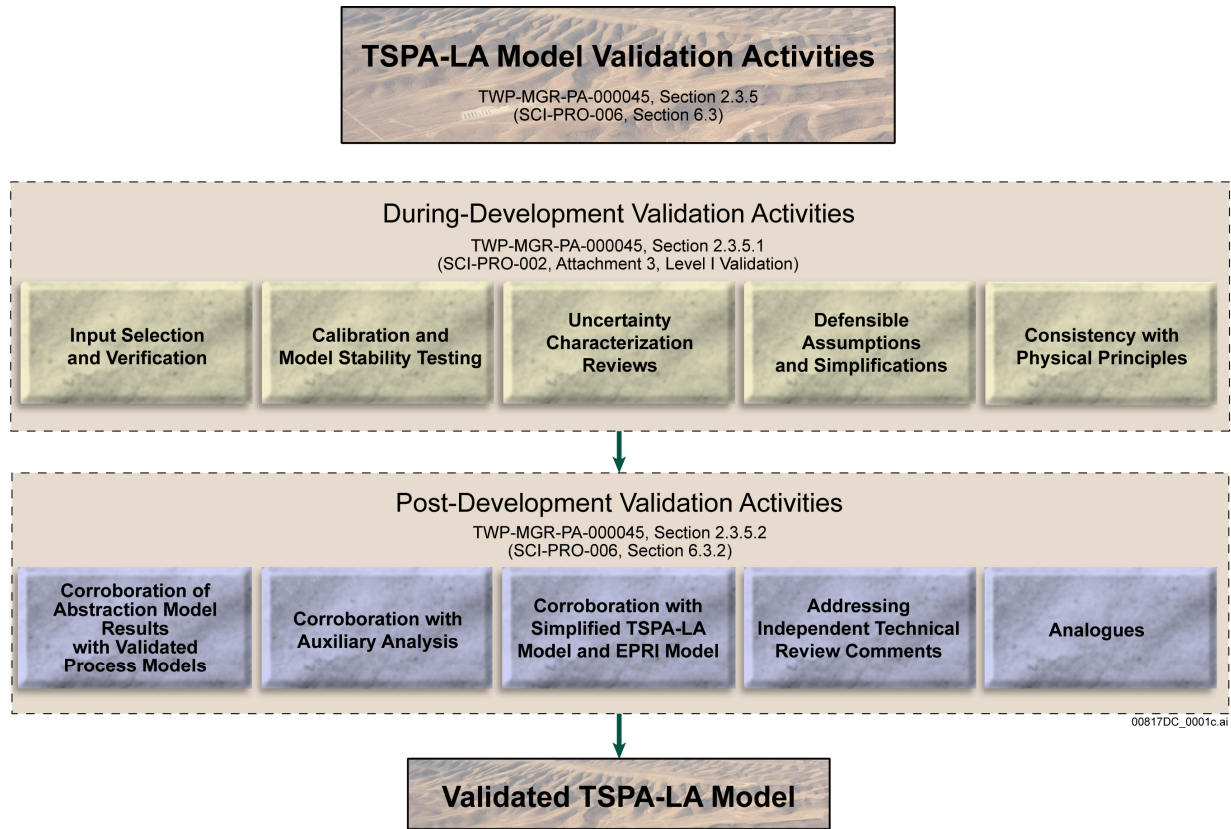 TSPA-LA Model Validation Activities
TWP-MGR-PA-000045, Section 2.3.5
(SCI-PRO-006, Section 6.3)
During-Development Validation Activities
TWP-MGR-PA-000045, Section 2.3.5.1
(SCI-PRO-002, Attachment 3, Level I Validation)
Input Selection
and Verification
Calibration and
Model Stability Testing
Uncertainty
Characterization
Reviews
Defensible
Assumptions
and Simplifications
Consistency with
Physical Principles
Post-Development Validation Activities
TWP-MGR-PA-000045, Section 2.3.5.2
(SCI-PRO-006, Section 6.3.2)
Corroboration of
Abstraction Model
Results
with Validated
Process Models
Corroboration with
Auxiliary Analysis
Corroboration with
Simplified TSPA-LA
Model and EPRI Model
Addressing
Independent Technical
Review Comments
Analogues
00817DC_0001c.ai
Validated TSPA-LA Model